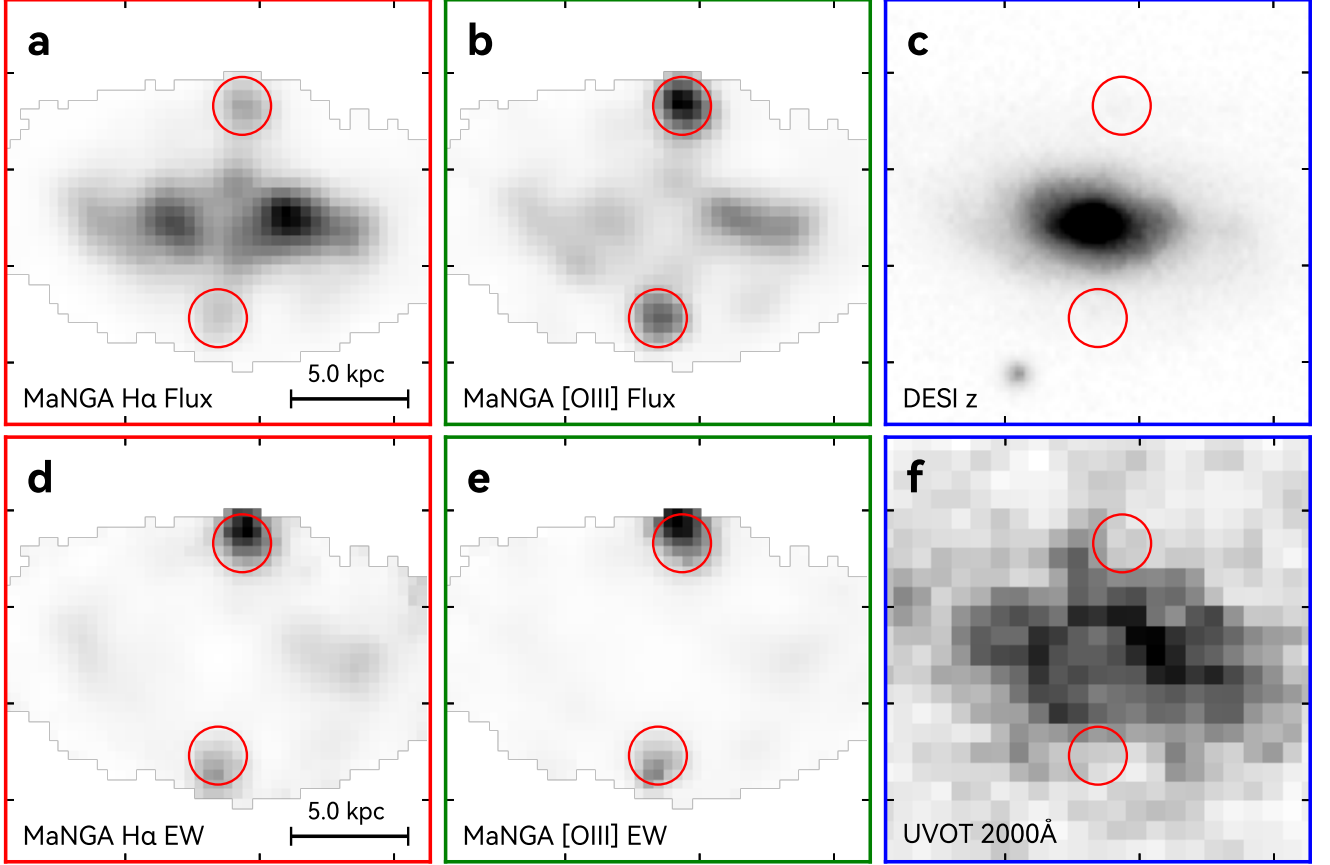 a
b
c
5.0 kpc
MaNGA Hα Flux
MaNGA [OIII] Flux
DESI z
d
e
f
5.0 kpc
MaNGA Hα EW
MaNGA [OIII] EW
UVOT 2000Å